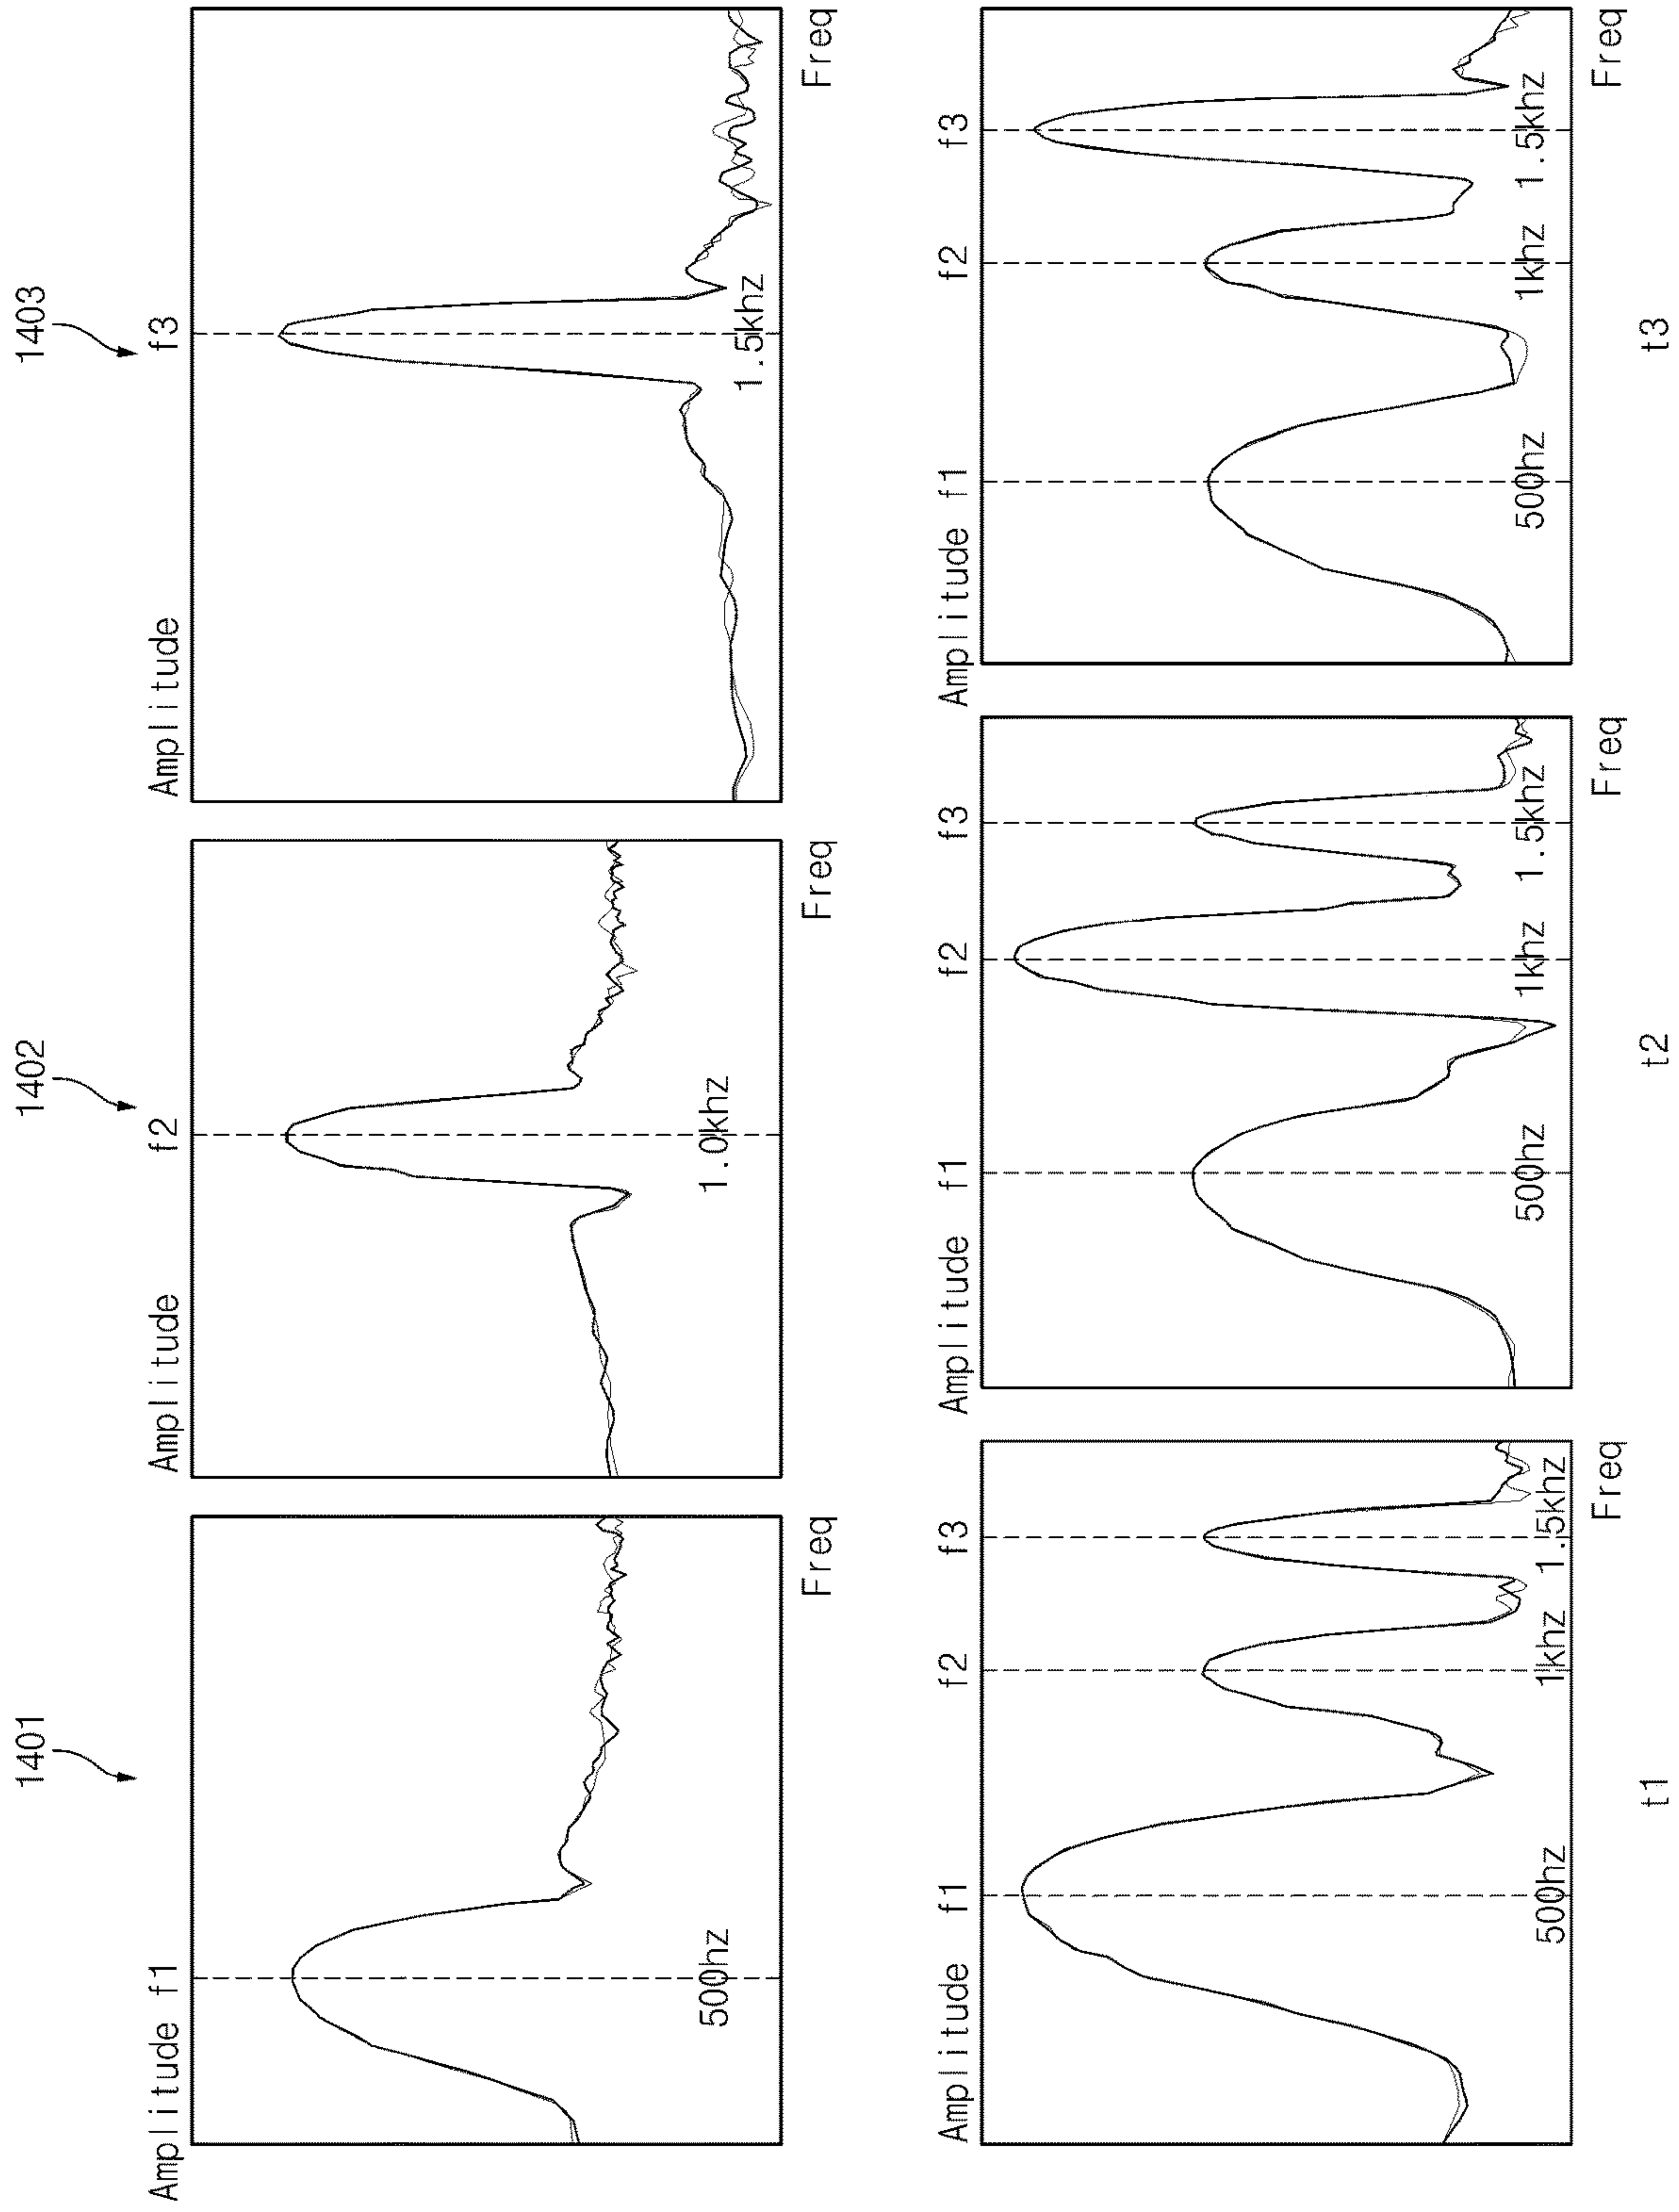 1401
Amplitude f1
500hz
Freq
1402
f2
Amplitude
1.0khz
Freq
1403
f3
Amplitude
1.5khz
Freq
Amplitude f1 f2 f3
500hz 1khz 1.5khz
Freq
t1
Amplitude f1 f2 f3
500hz 1khz 1.5khz
Freq
t2
Amplitude f1 f2 f3
500hz 1khz 1.5khz
Freq
t3